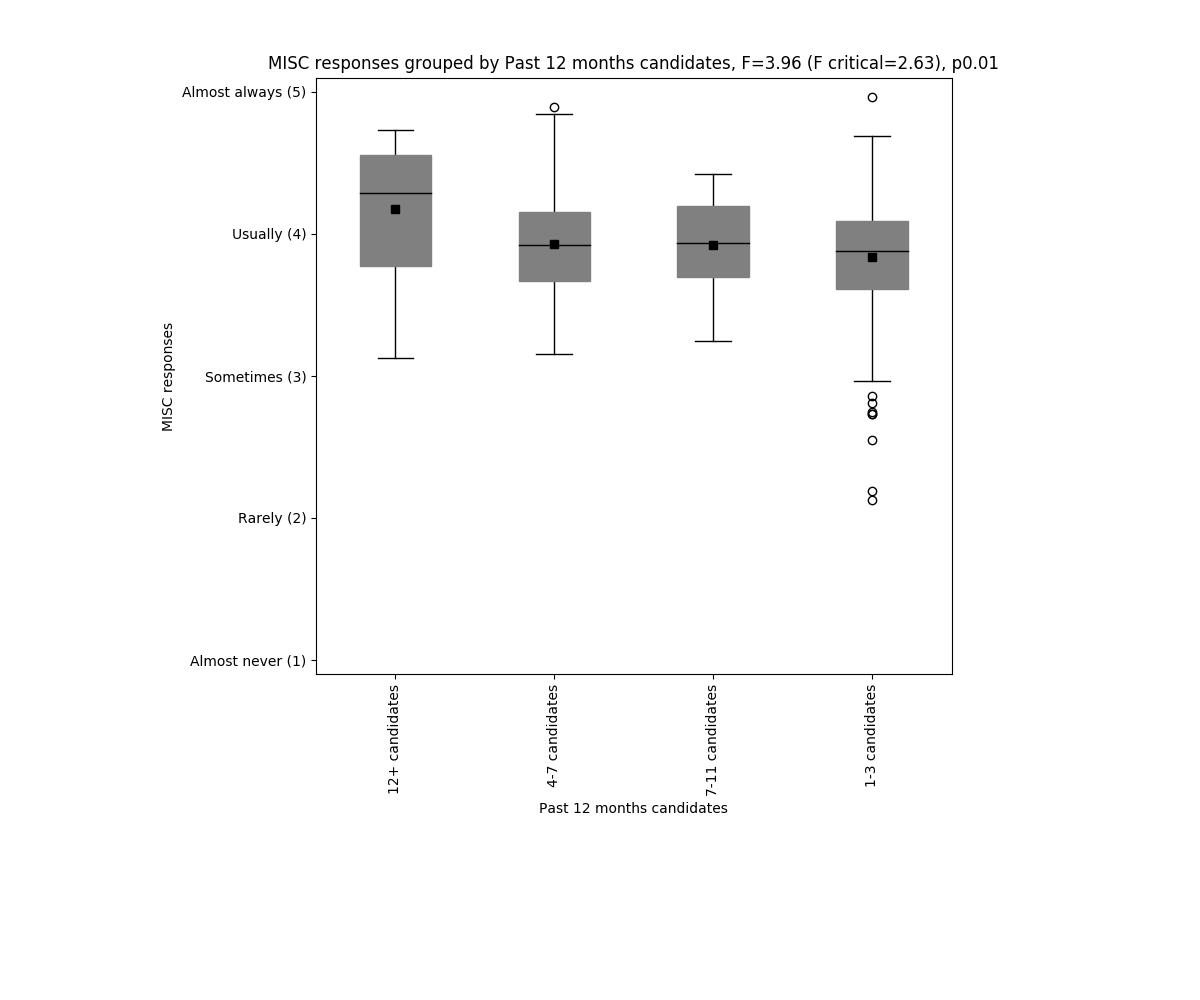 MISC responses grouped by Past 12 months candidates, F=3.96 (F critical=2.63), p0.01
Almost always (5)
Usually (4)
Sometimes (3)
Rarely (2)
Almost never (1)
MISC responses
12+ candidates
4-7 candidates
7-11 candidates
1-3 candidates
Past 12 months candidates